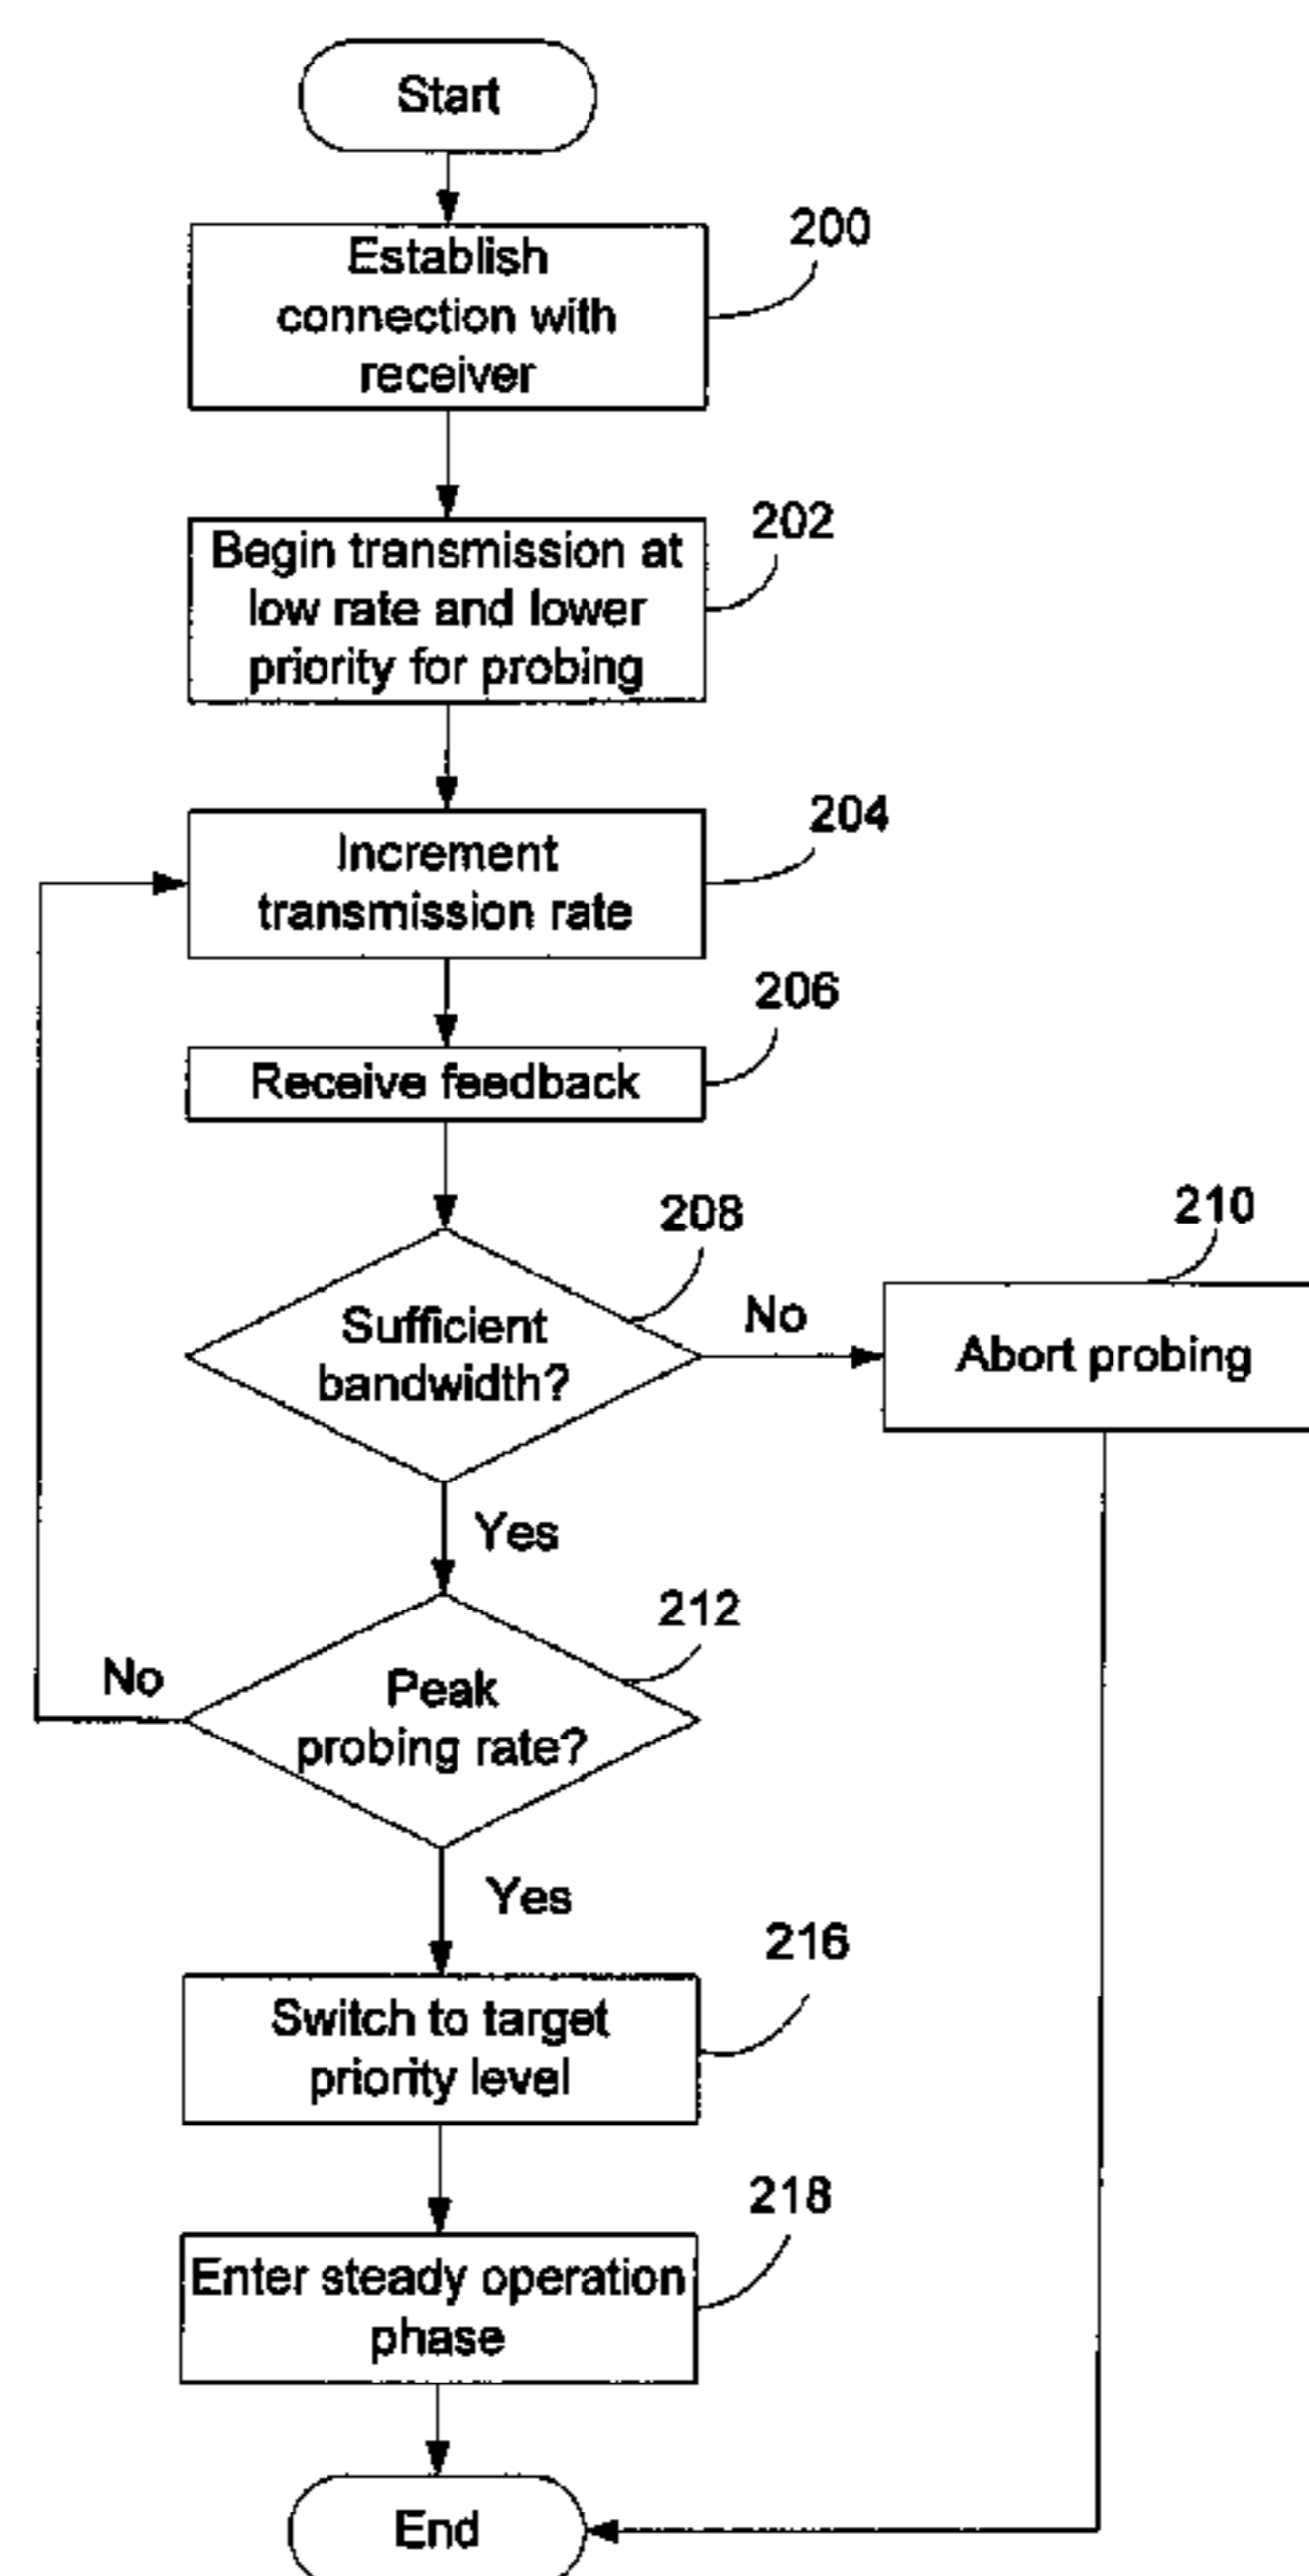 Start
200
Establish
connection with
receiver
202
Begin transmission at
low rate and lower
priority for probing
204
Increment
transmission rate
206
Receive feedback
208
210
Sufficient
bandwidth?
No
Abort probing
Yes
212
No
Peak
probing rate?
Yes
216
Switch to target
priority level
218
Enter steady operation
phase
End